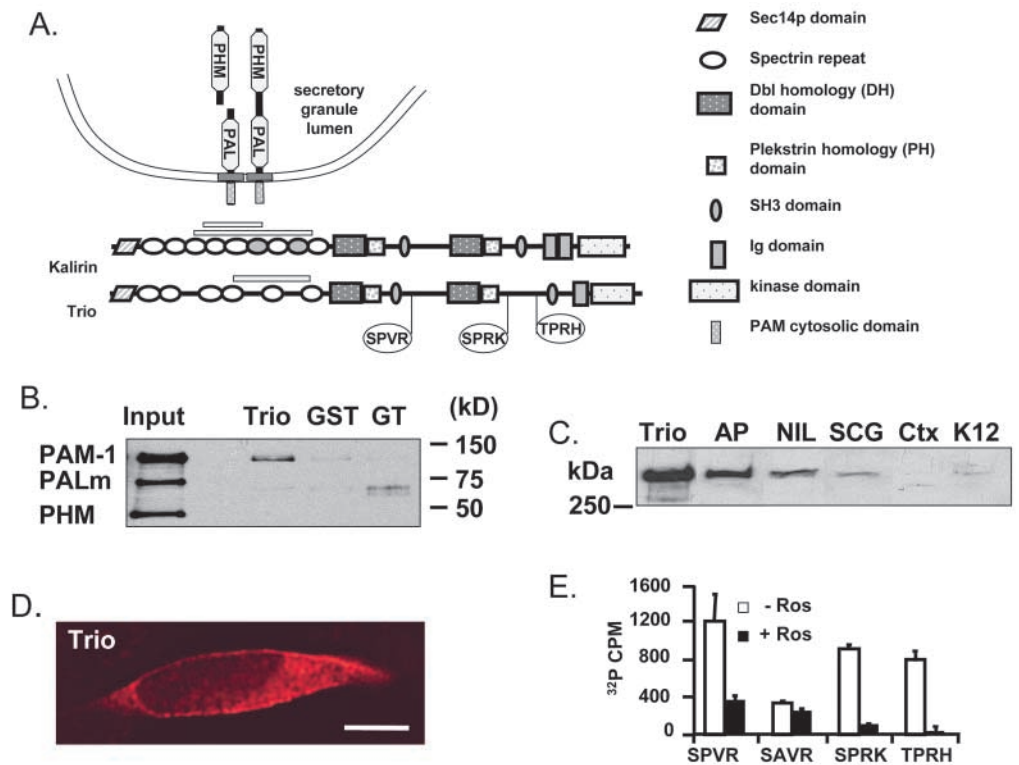 A.
PHM
PHM
PAL
PAL
secretory
granule
lumen
Kalirin
Trio
SPVR
SPRK
TPRH
Sec14p domain
Spectrin repeat
Dbl homology (DH)
domain
Plekstrin homology (PH)
domain
SH3 domain
Ig domain
kinase domain
PAM cytosolic domain
B.
Input Trio GST GT (kD)
PAM-1
PALm
PHM
150
75
50
C.
Trio AP NIL SCG Ctx K12
kDa
250
D.
Trio
E.
32P CPM
1600
1200
800
400
0
- Ros
+ Ros
SPVR SAVR SPRK TPRH